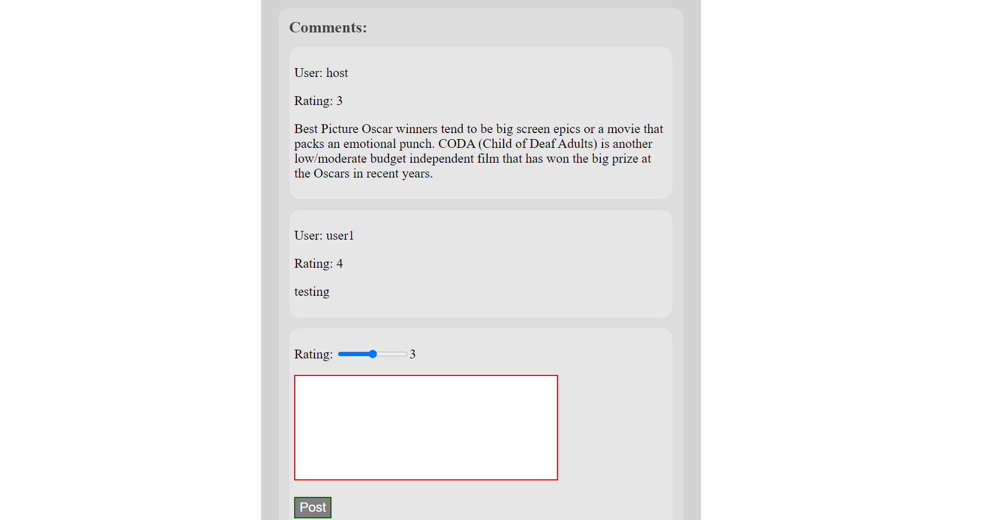 Comments:
User: host
Rating: 3
Best Picture Oscar winners tend to be big screen epics or a movie that
packs an emotional punch. CODA (Child of Deaf Adults) is another
low/moderate budget independent film that has won the big prize at
the Oscars in recent years.
User: user1
Rating: 4
testing
Rating: 3
Post